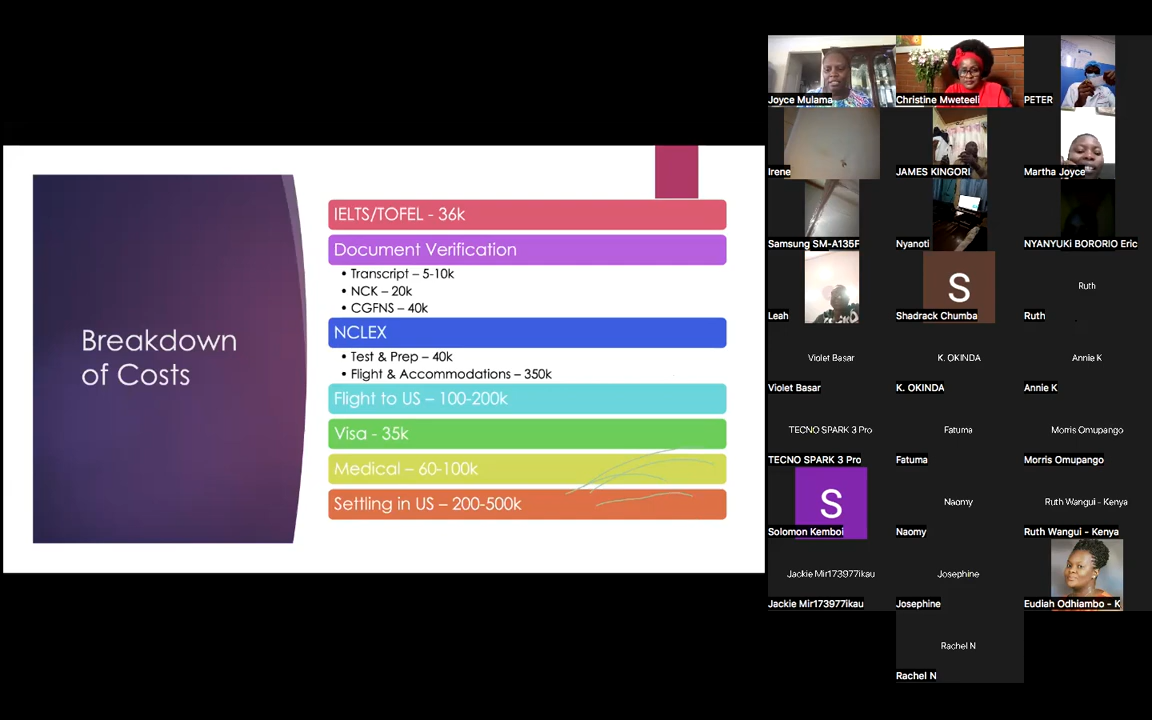 Breakdown
of Costs
IELTS/TOFEL - 36k
Document Verification
• Transcript – 5-10k
• NCK – 20k
• CGFNS – 40k
NCLEX
• Test & Prep – 40k
• Flight & Accommodations – 350k
Flight to US – 100-200k
Visa - 35k
Medical – 60-100k
Settling in US – 200-500k
Joyce Mulama
Christine Mweteeli
PETER
Irene
JAMES KINGORI
Martha Joyce
Samsung SM-A135F
Nyanoti
NYANYUKi BORORIO Eric
Leah
S
Shadrack Chumba
Ruth
Ruth
Violet Basar
Violet Basar
K. OKINDA
K. OKINDA
Annie K
Annie K
TECNO SPARK 3 Pro
TECNO SPARK 3 Pro
Fatuma
Fatuma
Morris Omupango
Morris Omupango
S
Solomon Kemboi
Naomy
Naomy
Ruth Wangui - Kenya
Ruth Wangui - Kenya
Jackie Mir173977ikau
Jackie Mir173977ikau
Josephine
Josephine
Eudiah Odhiambo - K
Rachel N
Rachel N